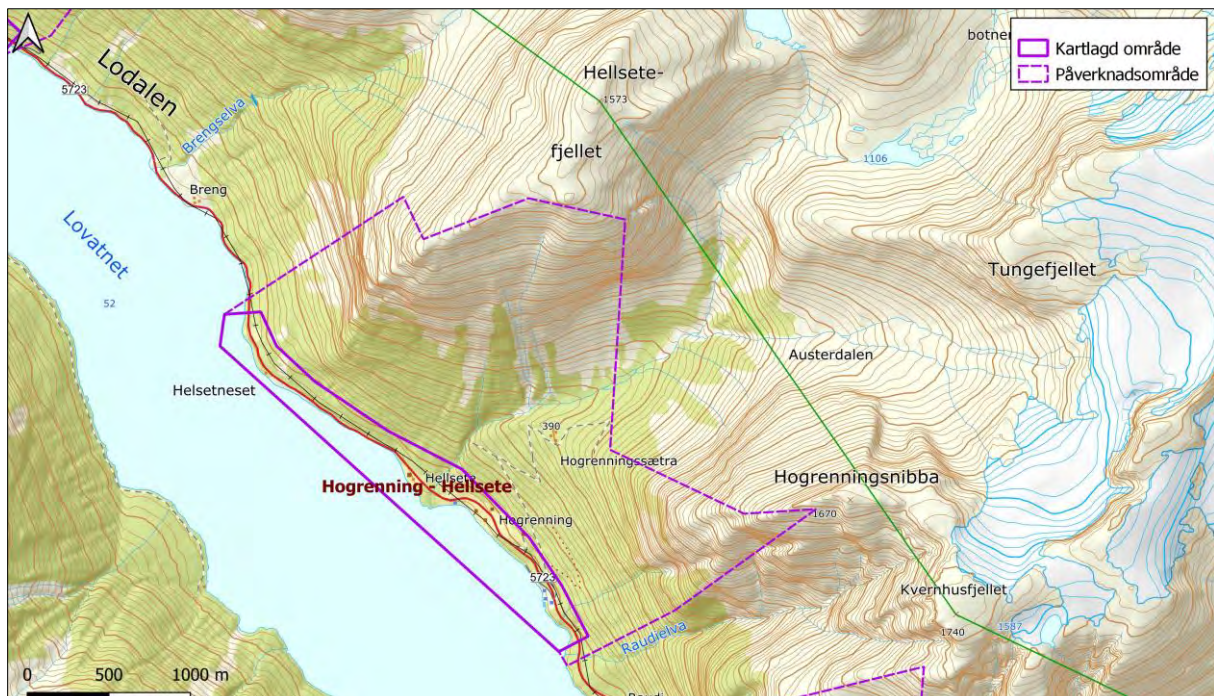 Kartlagd område
Påverknadsområde
botner
Hellsete-
1573
fjellet
Lodalen
5723
Brengselva
Breng
1106
Lovatnet
52
Tungefjellet
Austerdalen
Helsetneset
390
Hogrenningssætra
Hellsete
Hogrenning - Hellsete
Hogrenningsnibba
1670
Hogrenning
5723
Kvernhusfjellet
1587
1740
Raudielva
0 500 1000 m